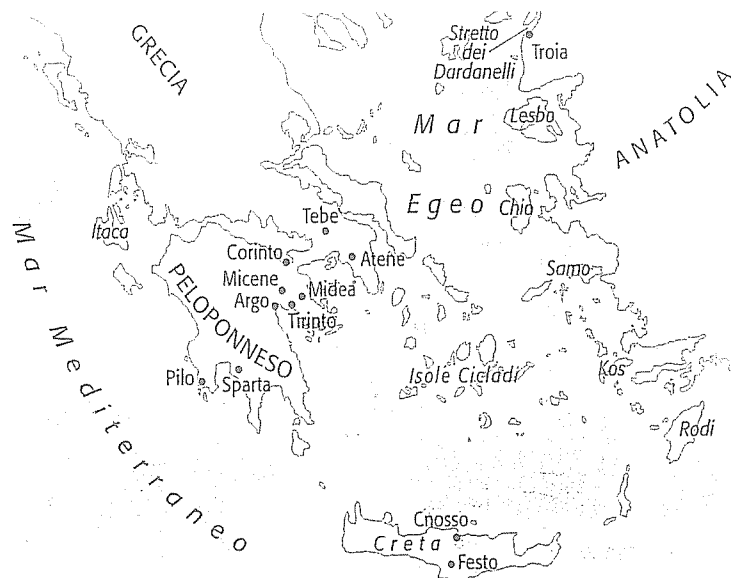 GRECIA
Stretto
dei
Dardanelli
Troia
Lesbo
ANATOLIA
Mar
Egeo
Chio
Tebe
Itaca
Corinto
Atene
Micene
Midea
Argo
Tirinto
Samo
PELOPONNESO
Pilo
Sparta
Isole Cicladi
Kos
Rodi
Mar Mediterraneo
Cnosso
Creta
Festo